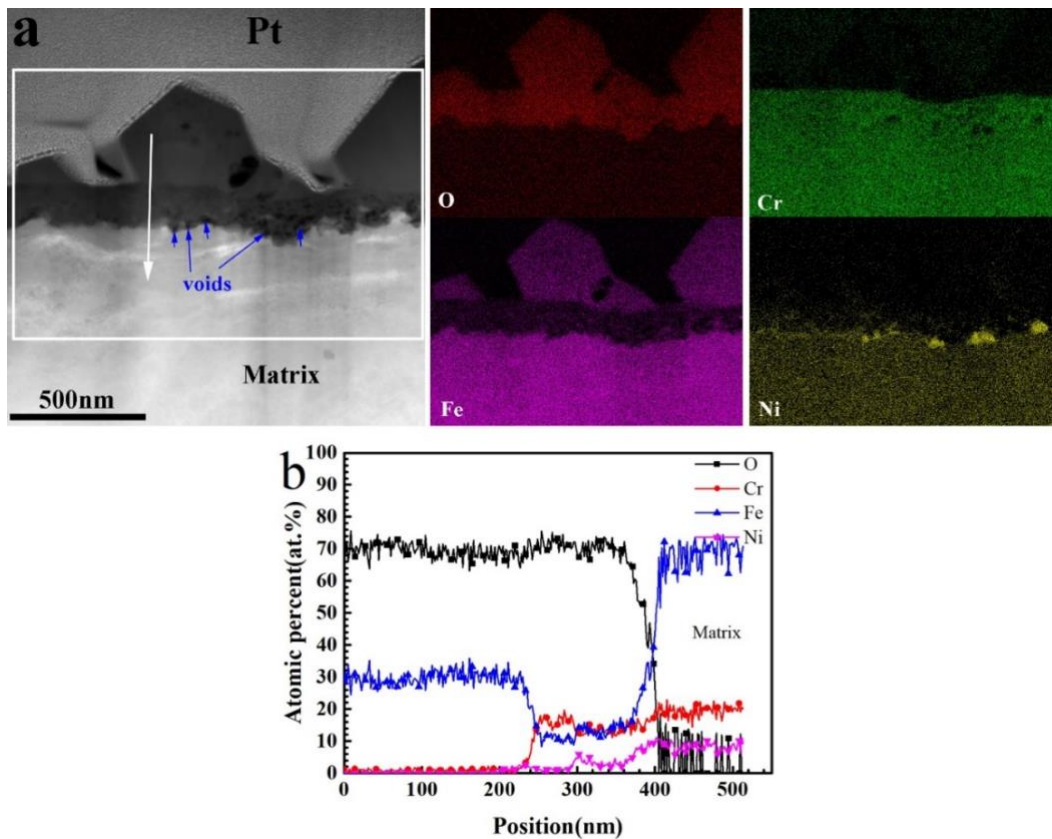 a
Pt
voids
Matrix
500nm
O
Cr
Fe
Ni
b
O
Cr
Fe
Ni
Matrix
100
90
80
70
60
50
40
30
20
10
0
Atomic percent(at.%)
0 100 200 300 400 500
Position(nm)